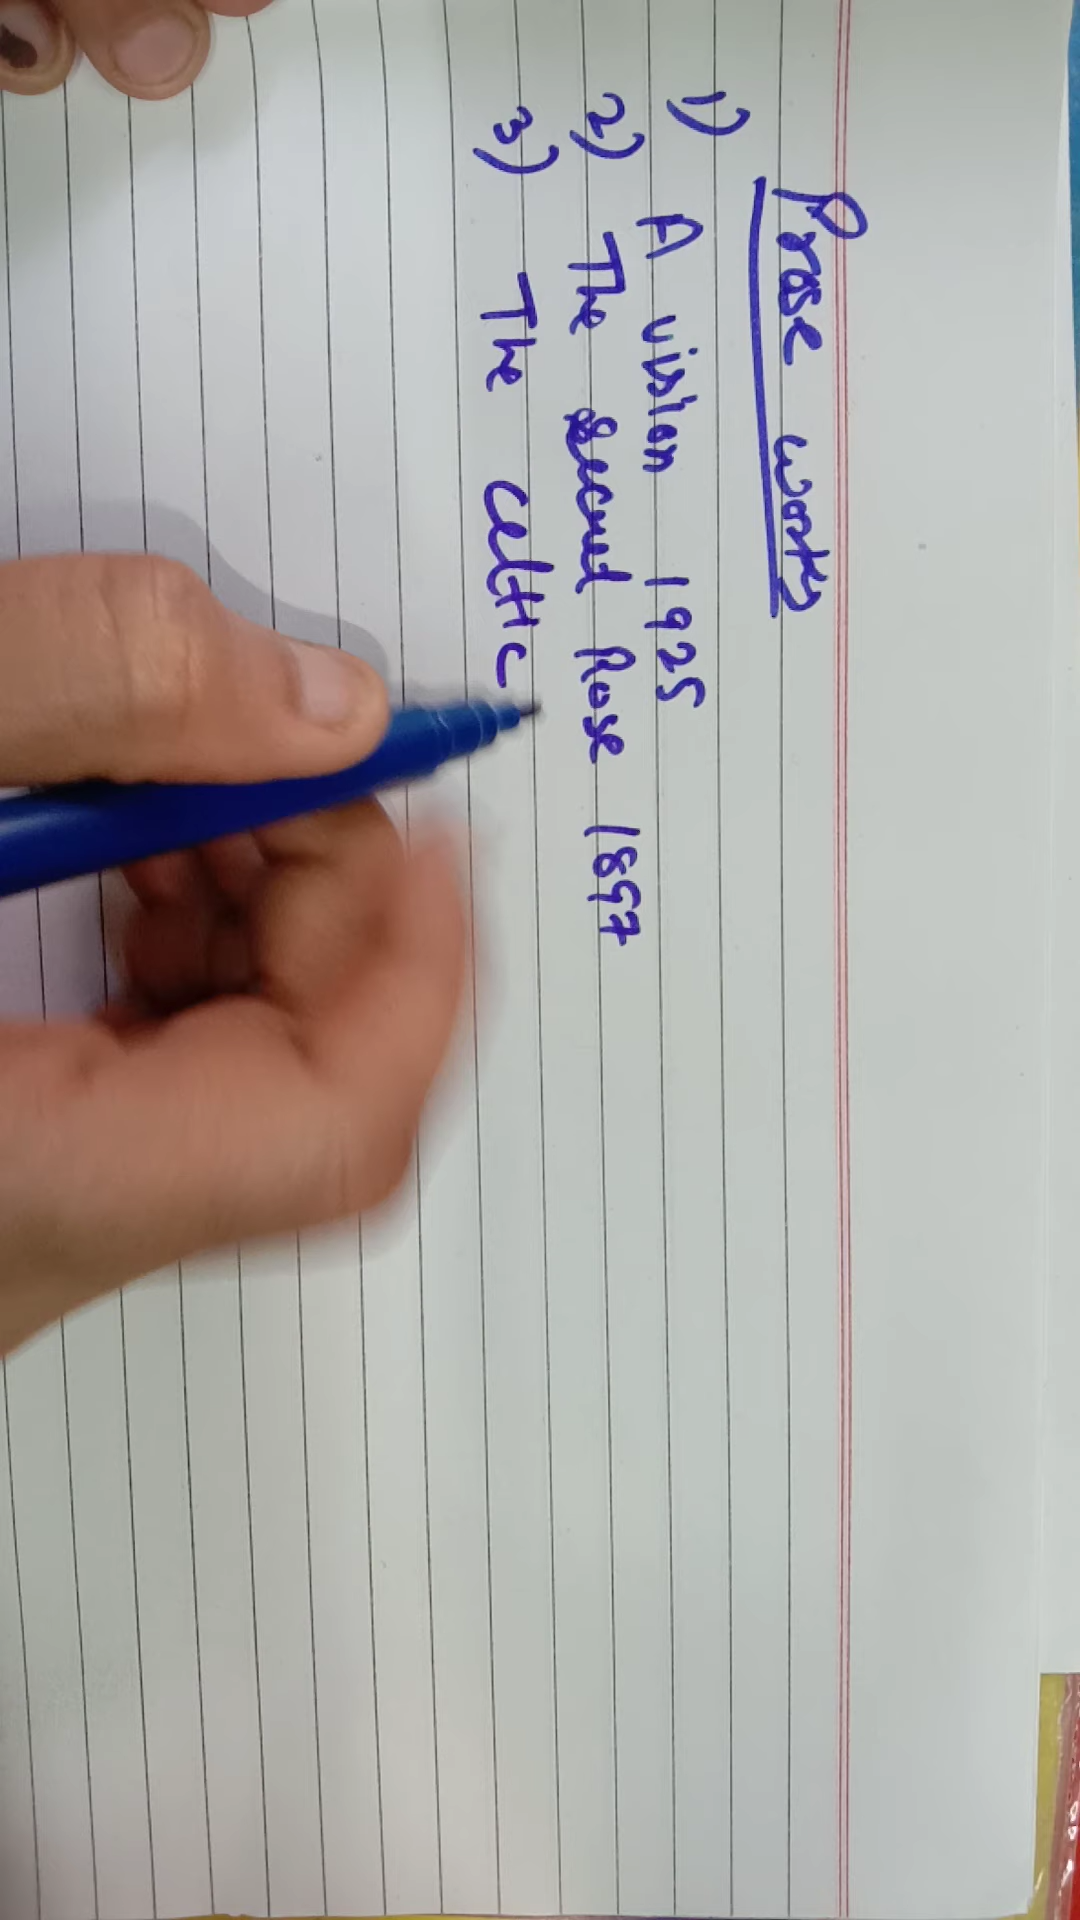 Prose works
1) A vision 1925
2) The Secret Rose 1897
3) The Celtic